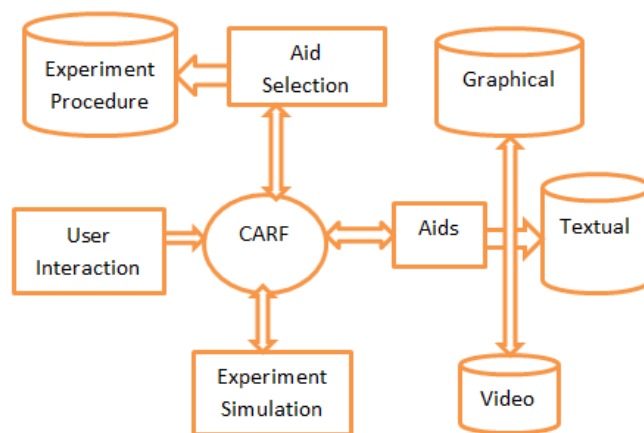 Experiment
Procedure
Aid
Selection
Graphical
User
Interaction
CARF
Aids
Textual
Experiment
Simulation
Video